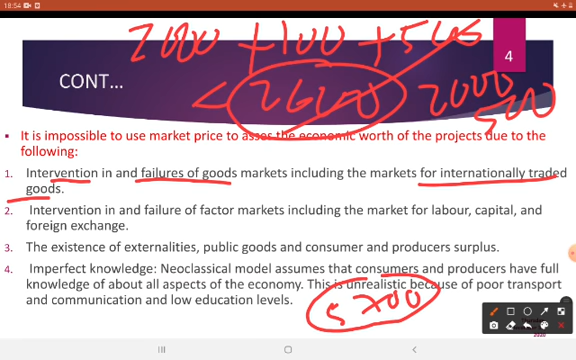 18:54
2000 + 100 + 500
4
CONT...
2600
2000
500
▪ It is impossible to use market price to asses the economic worth of the projects due to the
following:
1. Intervention in and failures of goods markets including the markets for internationally traded
goods.
2. Intervention in and failure of factor markets including the market for labour, capital, and
foreign exchange.
3. The existence of externalities, public goods and consumer and producers surplus.
4. Imperfect knowledge: Neoclassical model assumes that consumers and producers have full
knowledge of about all aspects of the economy. This is unrealistic because of poor transport
and communication and low education levels.
5700
2020